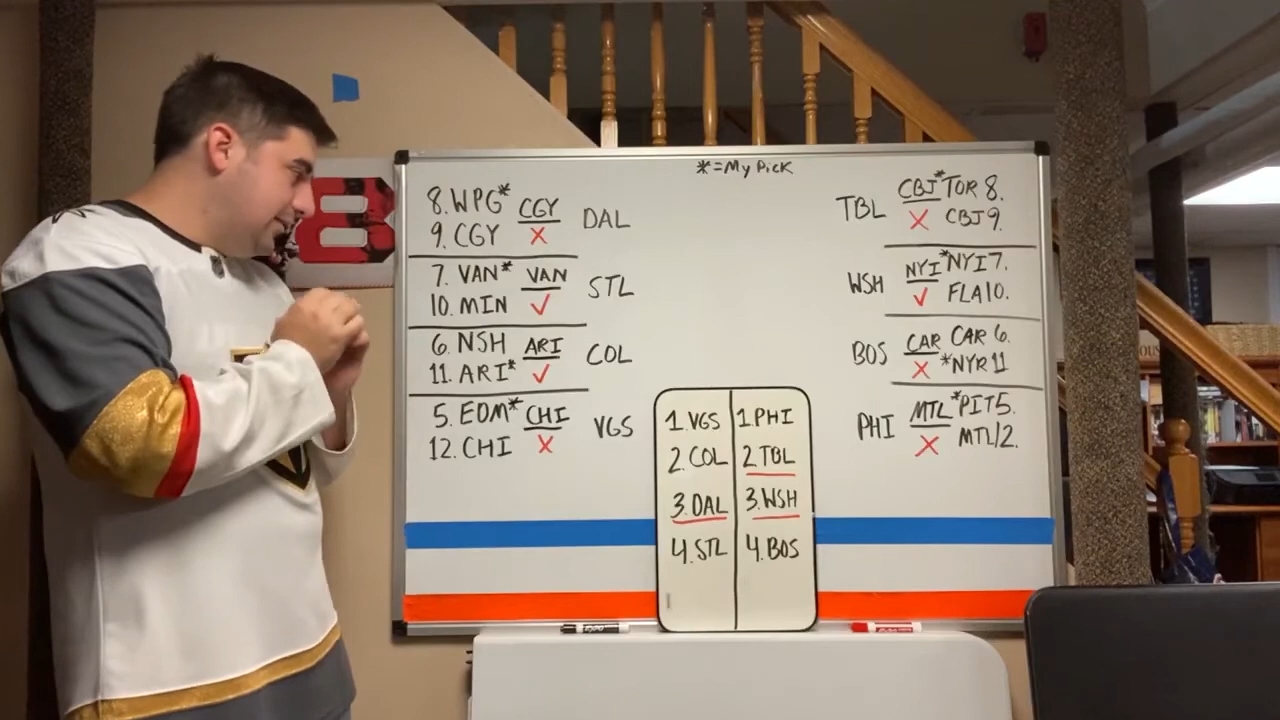 *=My Pick
8. WPG* CGY DAL
9. CGY X
7. VAN* VAN STL
10. MIN ✓
6. NSH ARI COL
11. ARI* ✓
5. EDM* CHI VGS
12. CHI X
TBL CBJ *TOR 8.
X CBJ 9.
WSH NYI *NYI 7.
✓ FLA 10.
BOS CAR CAR 6.
X *NYR 11
PHI MTL *PIT 5.
X MTL 12.
1. VGS 1. PHI
2. COL 2. TBL
3. DAL 3. WSH
4. STL 4. BOS
8
EXPO